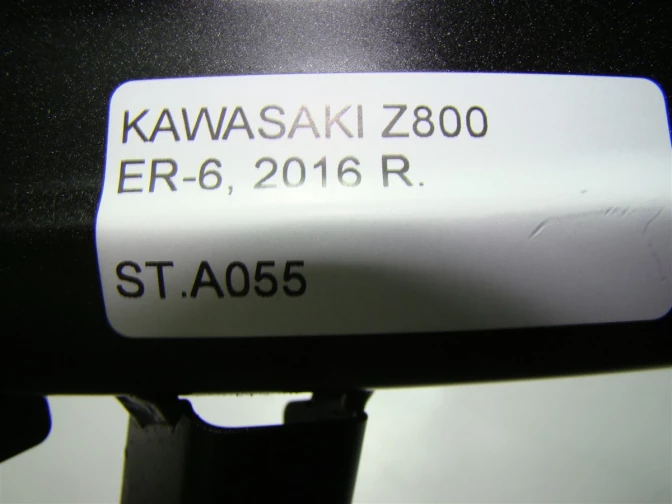 KAWASAKI Z800
ER-6, 2016 R.
ST.A055